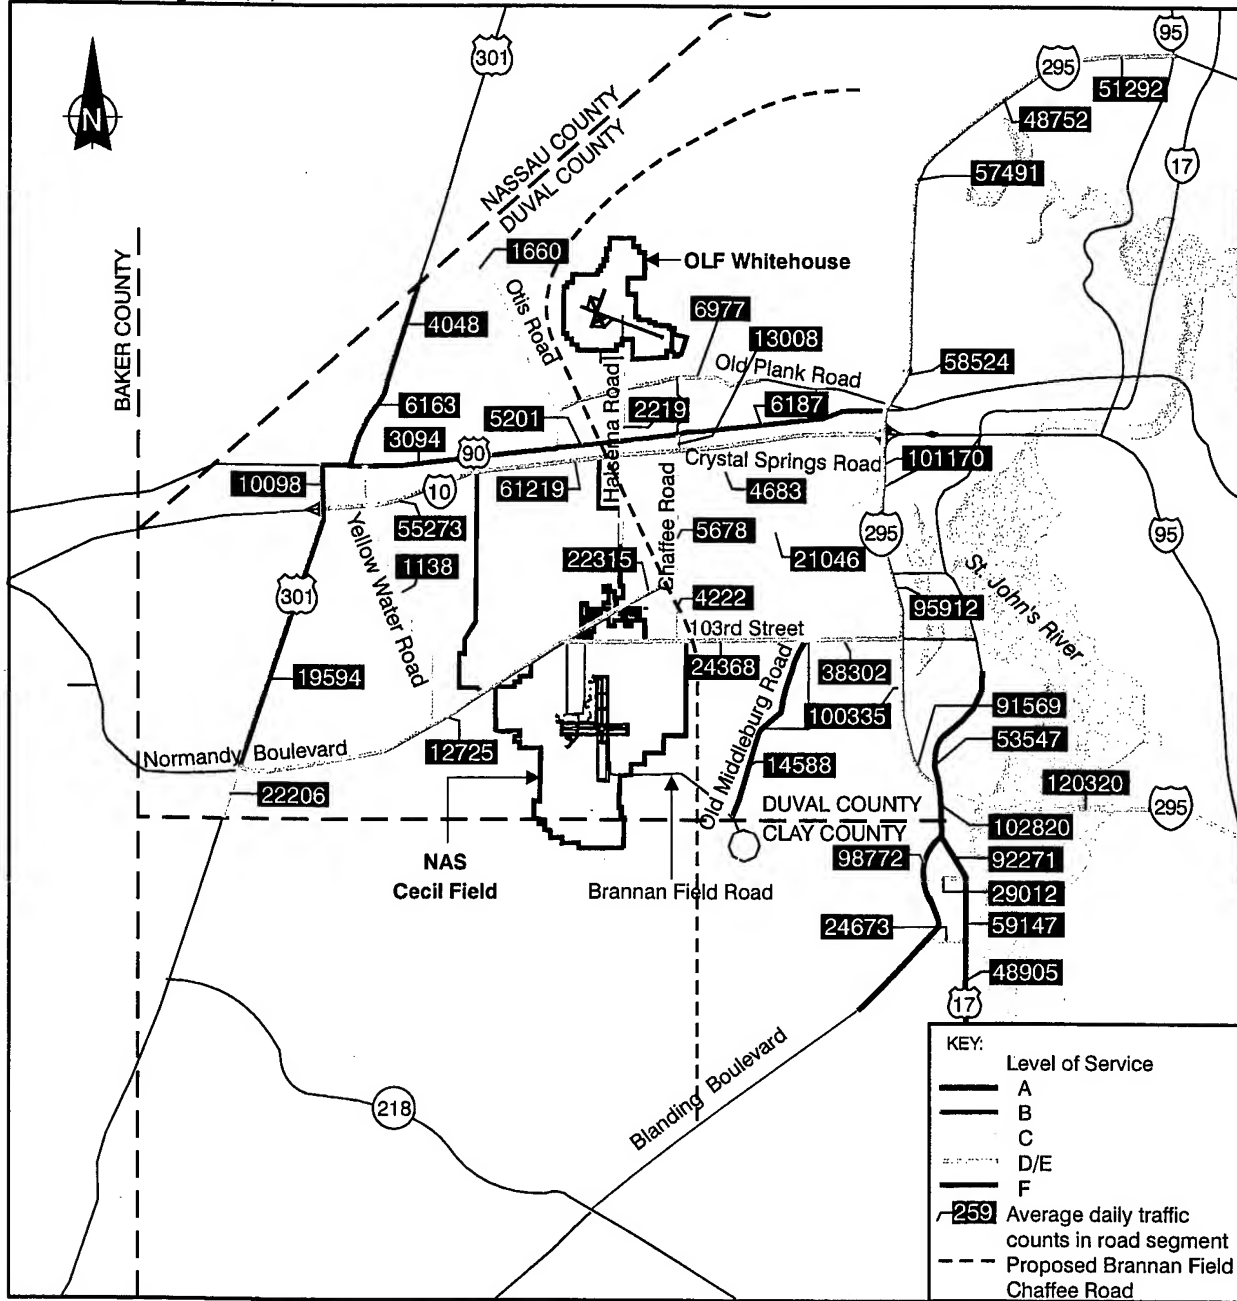 95
301
295
51292
N
48752
17
57491
NASSAU COUNTY
DUVAL COUNTY
BAKER COUNTY
1660
OLF Whitehouse
Otis Road
6977
4048
13008
Old Plank Road
58524
Halsema Road
6163
5201
2219
6187
3094
90
Crystal Springs Road
101170
10098
10
61219
4683
55273
Chaffee Road
5678
295
95
Yellow Water Road
22315
21046
1138
St. John's River
301
4222
95912
103rd Street
24368
38302
19594
Old Middleburg Road
100335
91569
Normandy Boulevard
12725
53547
14588
22206
120320
295
DUVAL COUNTY
CLAY COUNTY
102820
NAS
Cecil Field
98772
92271
Brannan Field Road
29012
24673
59147
48905
17
Blanding Boulevard
218
KEY:
Level of Service
A
B
C
D/E
F
259 Average daily traffic
counts in road segment
Proposed Brannan Field
Chaffee Road